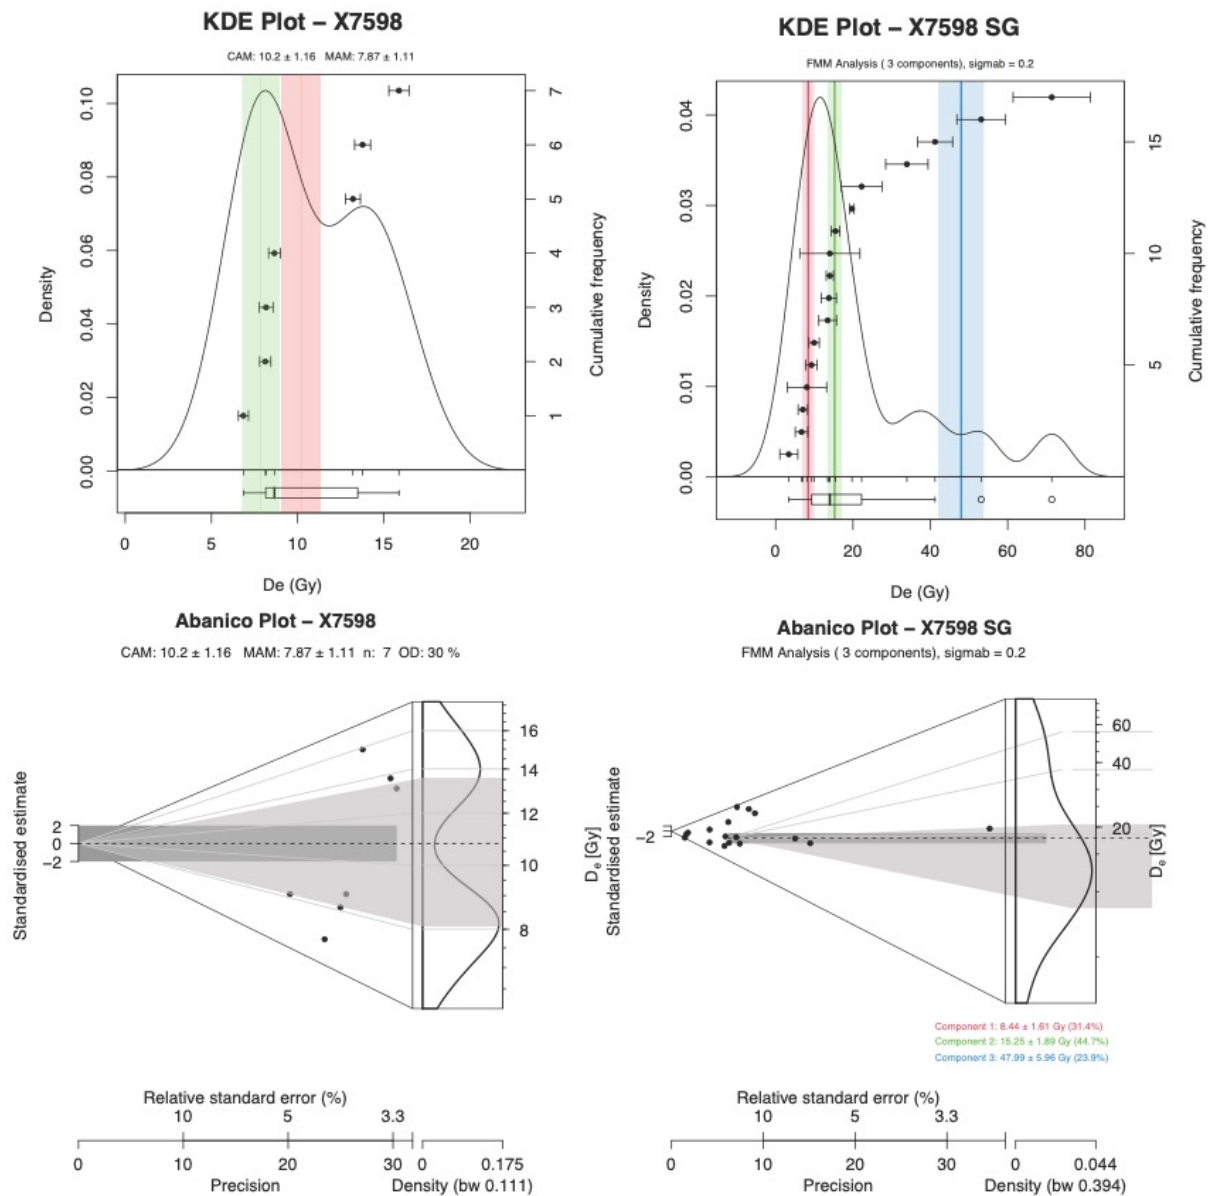 KDE Plot – X7598
CAM: 10.2 ± 1.16 MAM: 7.87 ± 1.11
Density
0.00 0.02 0.04 0.06 0.08 0.10
1 2 3 4 5 6 7
Cumulative frequency
0 5 10 15 20
De (Gy)
KDE Plot – X7598 SG
FMM Analysis ( 3 components), sigmab = 0.2
Density
0.00 0.01 0.02 0.03 0.04
5 10 15
Cumulative frequency
0 20 40 60 80
De (Gy)
Abanico Plot – X7598
CAM: 10.2 ± 1.16 MAM: 7.87 ± 1.11 n: 7 OD: 30 %
Standardised estimate
2
0
−2
16
14
12
10
8
De [Gy]
Relative standard error (%)
10 5 3.3
0 10 20 30
Precision
0 0.175
Density (bw 0.111)
Abanico Plot – X7598 SG
FMM Analysis ( 3 components), sigmab = 0.2
Standardised estimate
−2
60
40
20
De [Gy]
Component 1: 8.44 ± 1.61 Gy (31.4%)
Component 2: 15.25 ± 1.89 Gy (44.7%)
Component 3: 47.99 ± 5.96 Gy (23.9%)
Relative standard error (%)
10 5 3.3
0 10 20 30
Precision
0 0.044
Density (bw 0.394)